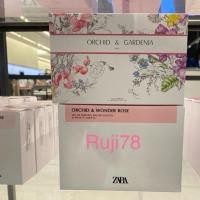 ORCHID & GARDENIA
ORCHID & WONDER ROSE
Ruji78
ZARA